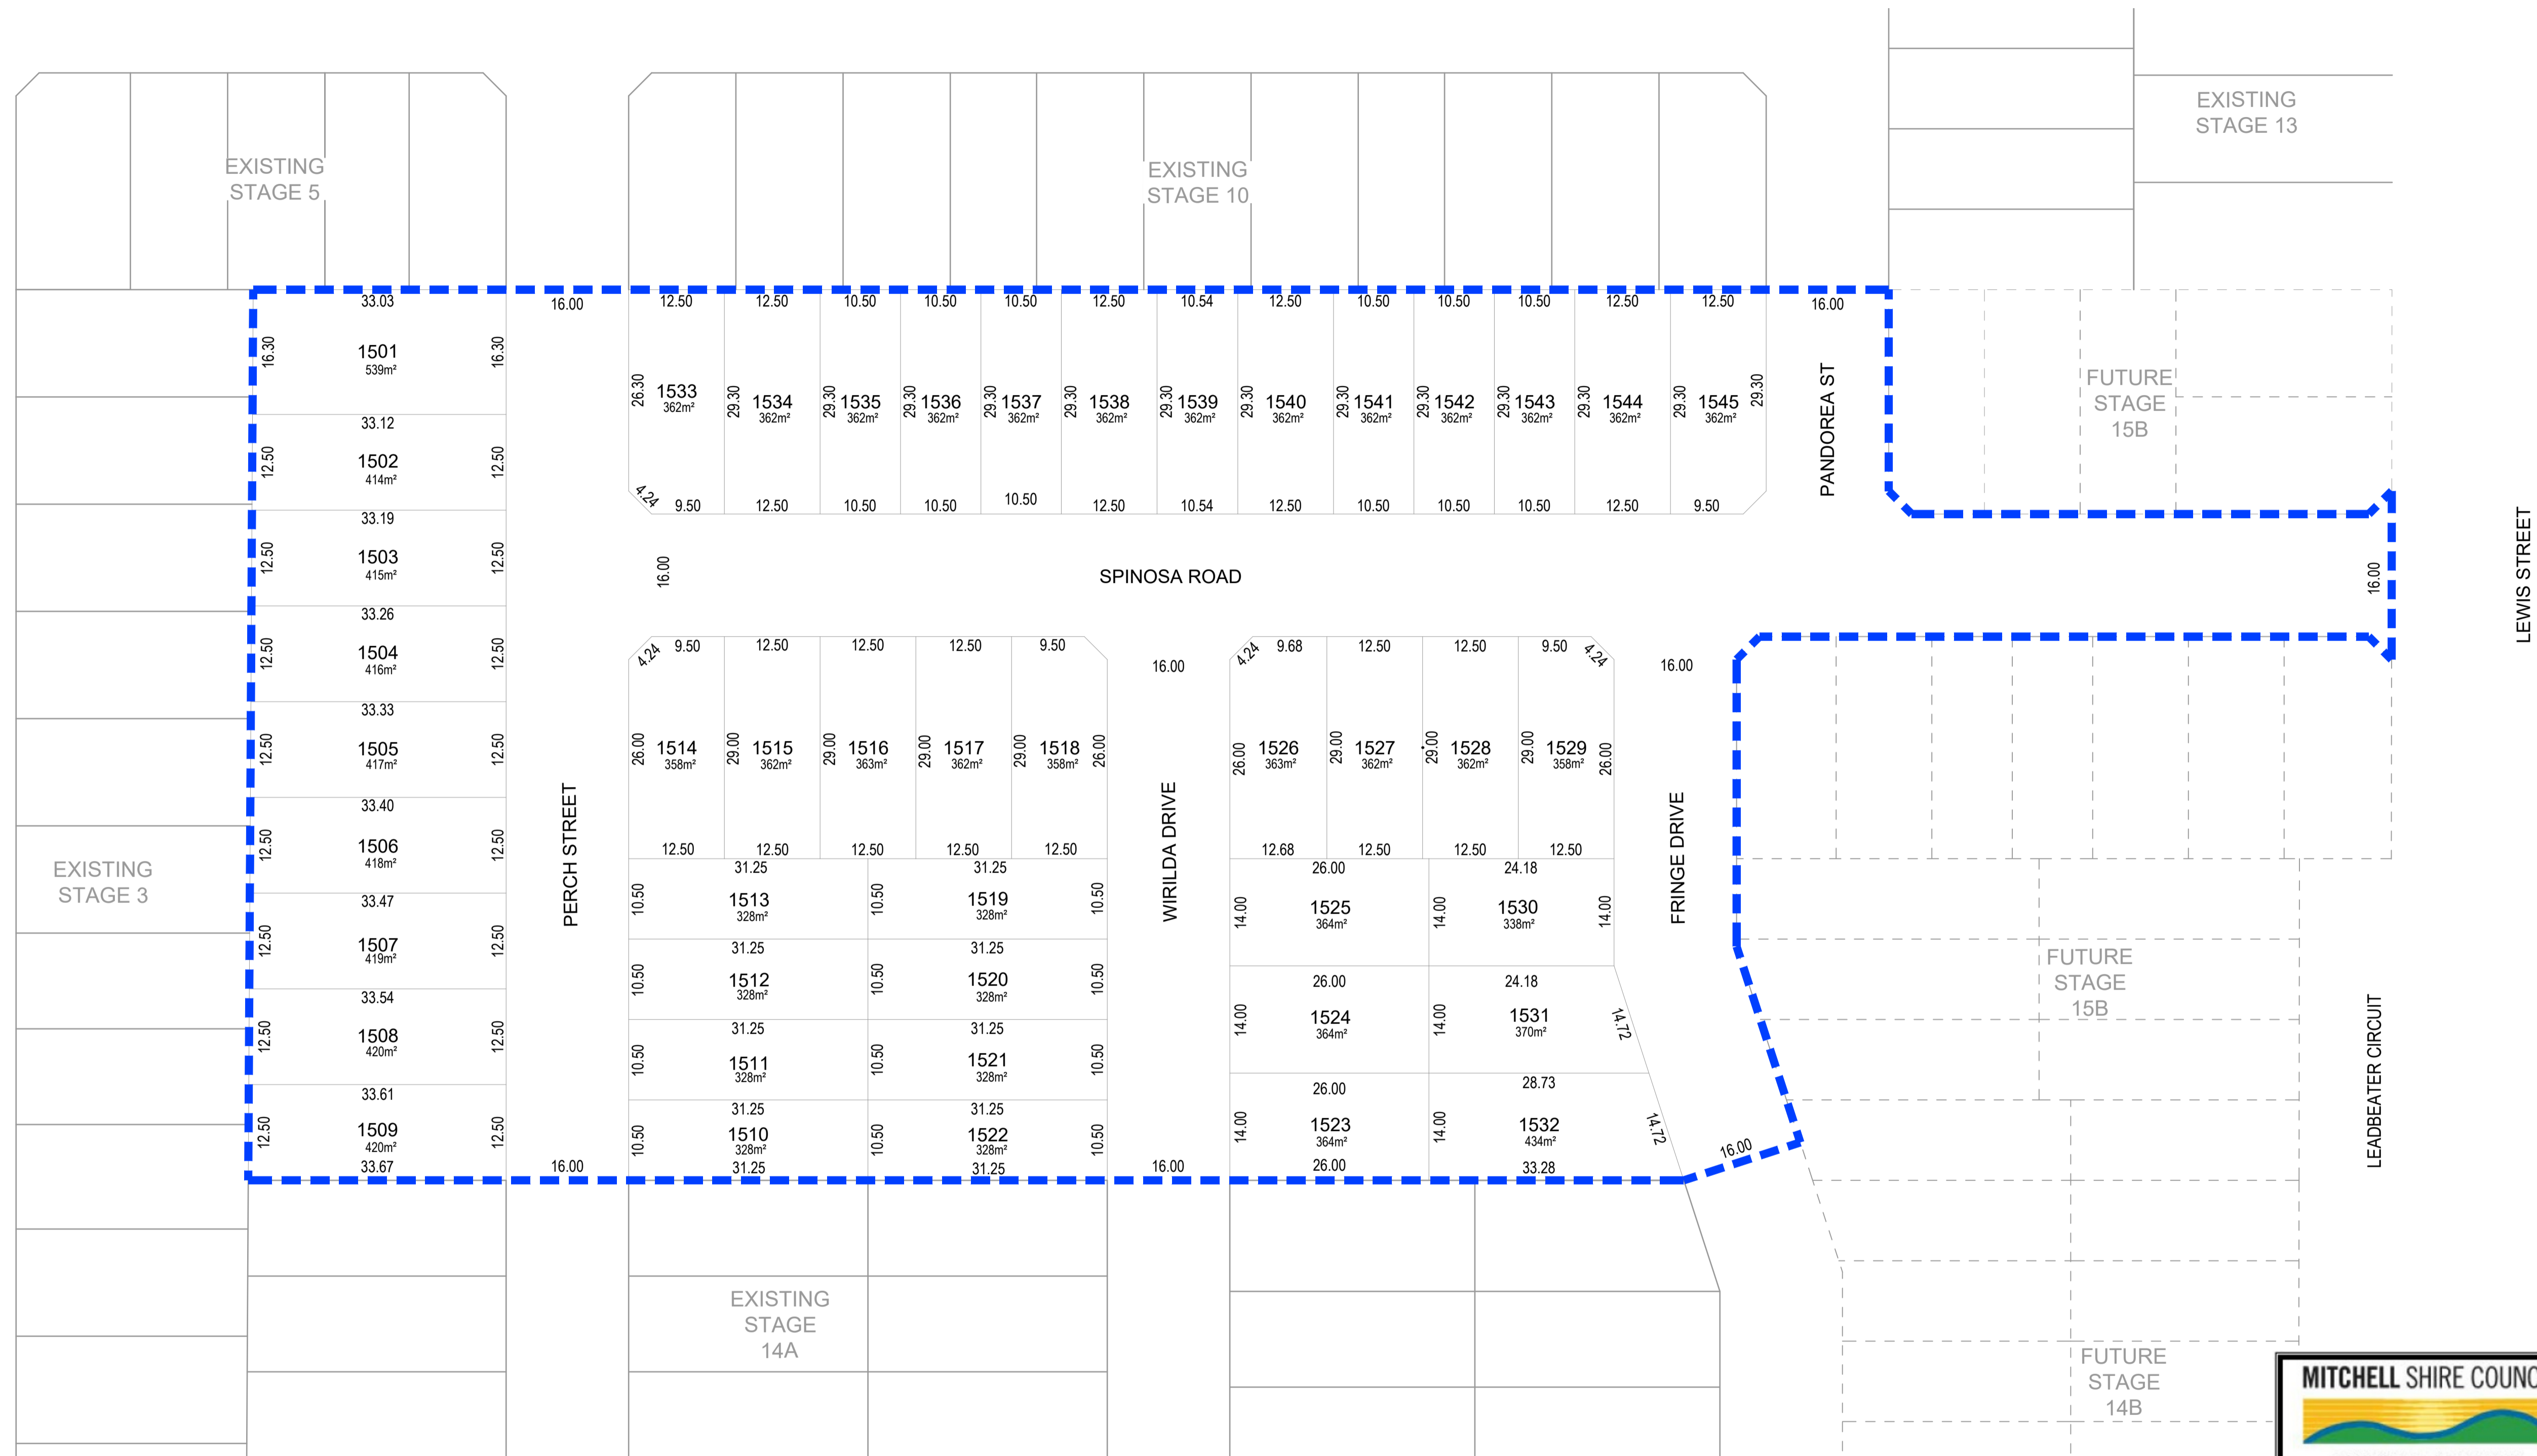 EXISTING
STAGE 5
EXISTING
STAGE 10
EXISTING
STAGE 13
33.03
16.30
16.30
1501
539m²
33.12
12.50
12.50
1502
414m²
33.19
12.50
12.50
1503
415m²
33.26
12.50
12.50
1504
416m²
33.33
12.50
12.50
1505
417m²
33.40
12.50
12.50
1506
418m²
33.47
12.50
12.50
1507
419m²
33.54
12.50
12.50
1508
420m²
33.61
12.50
12.50
1509
420m²
33.67
EXISTING
STAGE 3
16.00
PERCH STREET
16.00
12.50
12.50
10.50
10.50
10.50
12.50
10.54
12.50
10.50
10.50
10.50
12.50
12.50
26.30
1533
362m²
29.30
1534
362m²
29.30
1535
362m²
29.30
1536
362m²
29.30
1537
362m²
29.30
1538
362m²
29.30
1539
362m²
29.30
1540
362m²
29.30
1541
362m²
29.30
1542
362m²
29.30
1543
362m²
29.30
1544
362m²
29.30
1545
362m²
29.30
4.24
9.50
12.50
10.50
10.50
10.50
12.50
10.54
12.50
10.50
10.50
10.50
12.50
9.50
16.00
PANDOREA ST
FUTURE
STAGE
15B
16.00
SPINOSA ROAD
16.00
LEWIS STREET
4.24
9.50
12.50
12.50
12.50
9.50
26.00
1514
358m²
29.00
1515
362m²
29.00
1516
363m²
29.00
1517
362m²
29.00
1518
358m²
26.00
12.50
12.50
12.50
12.50
12.50
31.25
31.25
10.50
1513
328m²
10.50
1519
328m²
10.50
31.25
31.25
10.50
1512
328m²
10.50
1520
328m²
10.50
31.25
31.25
10.50
1511
328m²
10.50
1521
328m²
10.50
31.25
31.25
10.50
1510
328m²
10.50
1522
328m²
10.50
31.25
31.25
16.00
WIRILDA DRIVE
16.00
4.24
9.68
12.50
12.50
9.50
4.24
26.00
1526
363m²
29.00
1527
362m²
29.00
1528
362m²
29.00
1529
358m²
26.00
12.68
12.50
12.50
12.50
26.00
24.18
14.00
1525
364m²
14.00
1530
338m²
14.00
26.00
24.18
14.00
1524
364m²
14.00
1531
370m²
14.72
26.00
28.73
14.00
1523
364m²
14.00
1532
434m²
14.72
26.00
33.28
16.00
FRINGE DRIVE
16.00
FUTURE
STAGE
15B
LEADBEATER CIRCUIT
EXISTING
STAGE
14A
FUTURE
STAGE
14B
MITCHELL SHIRE COUNC